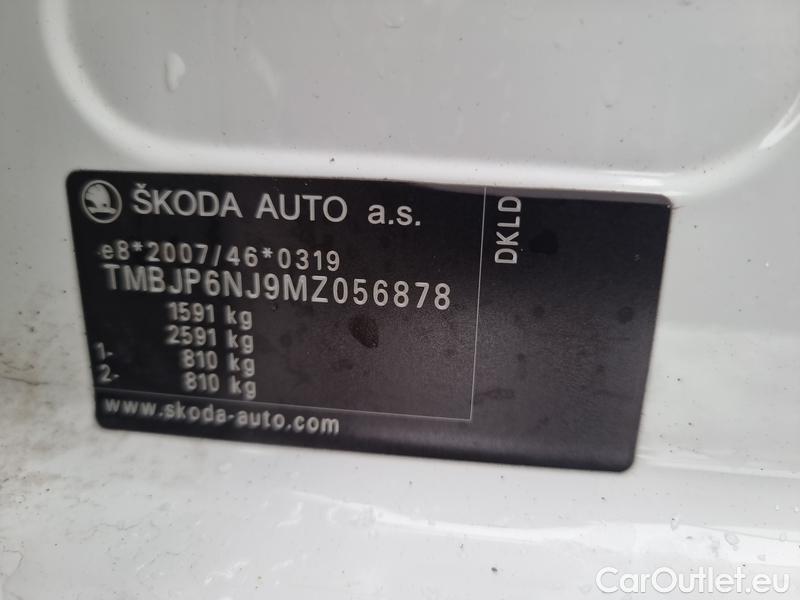 ŠKODA AUTO a.s.
DKLD
e8*2007/46*0319
TMBJP6NJ9MZ056878
1591 kg
2591 kg
1- 810 kg
2- 810 kg
www.skoda-auto.com
CarOutlet.eu